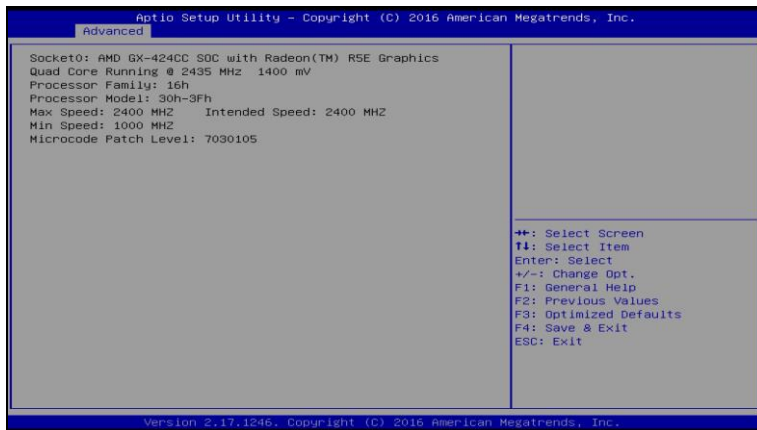 Aptio Setup Utility – Copyright (C) 2016 American Megatrends, Inc.
Advanced
Socket0: AMD GX-424CC SOC with Radeon(TM) R5E Graphics
Quad Core Running @ 2435 MHz 1400 mV
Processor Family: 16h
Processor Model: 30h-3Fh
Max Speed: 2400 MHZ Intended Speed: 2400 MHZ
Min Speed: 1000 MHZ
Microcode Patch Level: 7030105
→←: Select Screen
↑↓: Select Item
Enter: Select
+/-: Change Opt.
F1: General Help
F2: Previous Values
F3: Optimized Defaults
F4: Save & Exit
ESC: Exit
Version 2.17.1246. Copyright (C) 2016 American Megatrends, Inc.